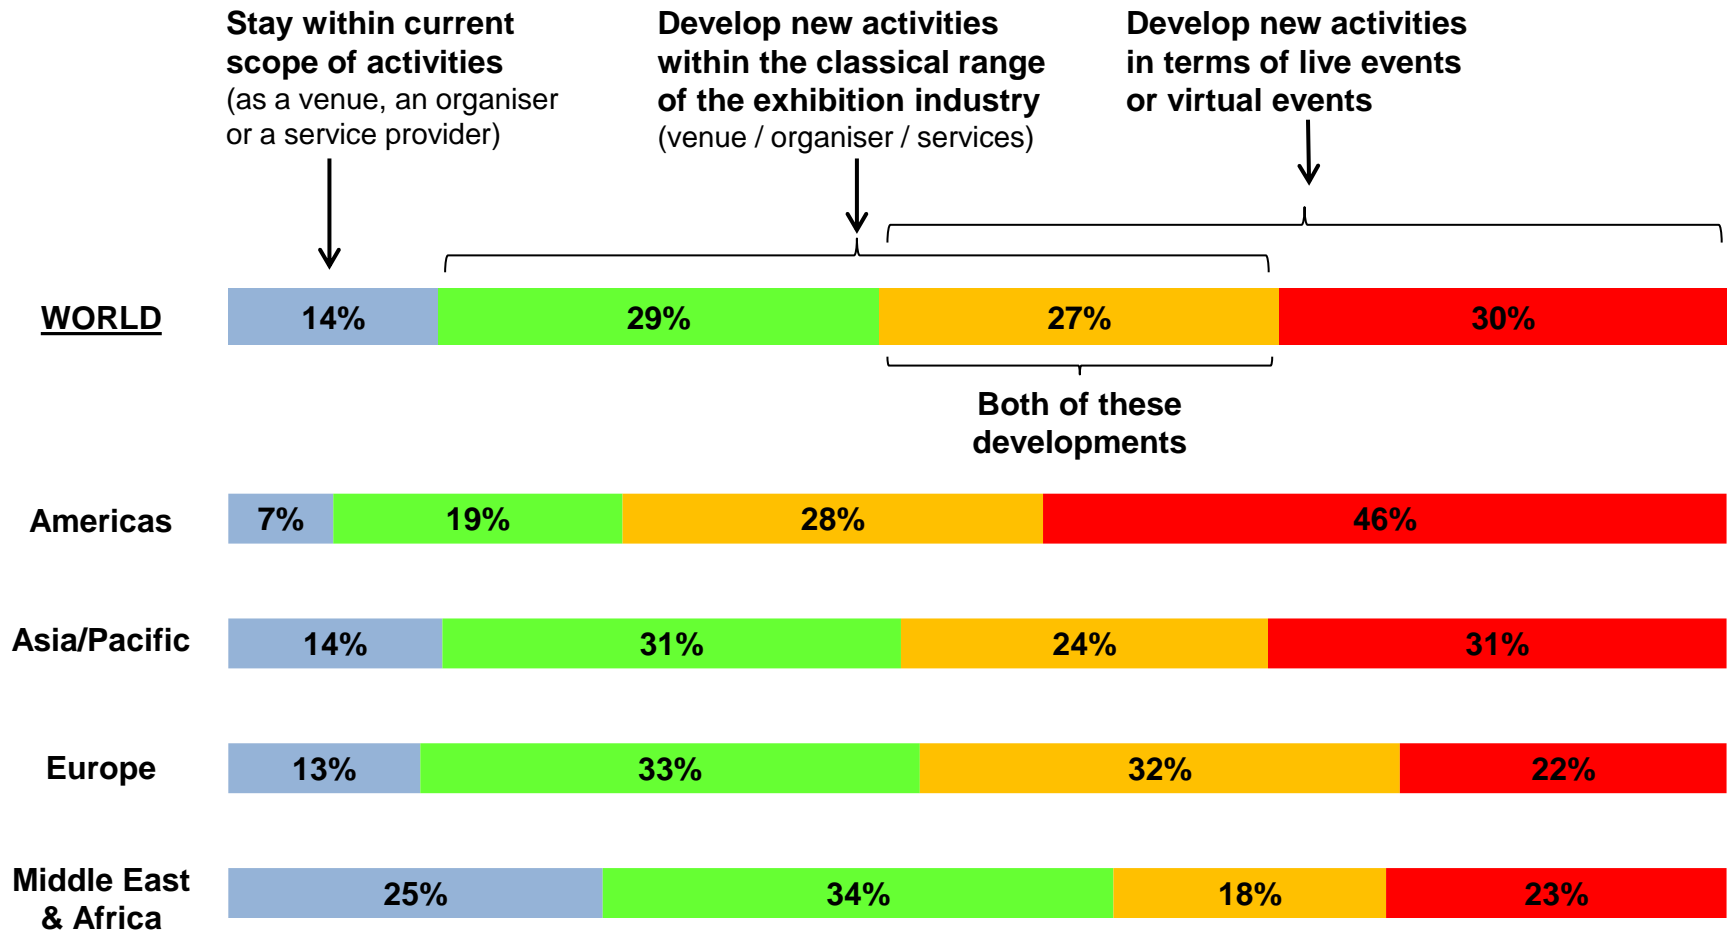 Stay within current
scope of activities
(as a venue, an organiser
or a service provider)
Develop new activities
within the classical range
of the exhibition industry
(venue / organiser / services)
Develop new activities
in terms of live events
or virtual events
WORLD
14%
29%
27%
30%
Both of these
developments
Americas
7%
19%
28%
46%
Asia/Pacific
14%
31%
24%
31%
Europe
13%
33%
32%
22%
Middle East
& Africa
25%
34%
18%
23%